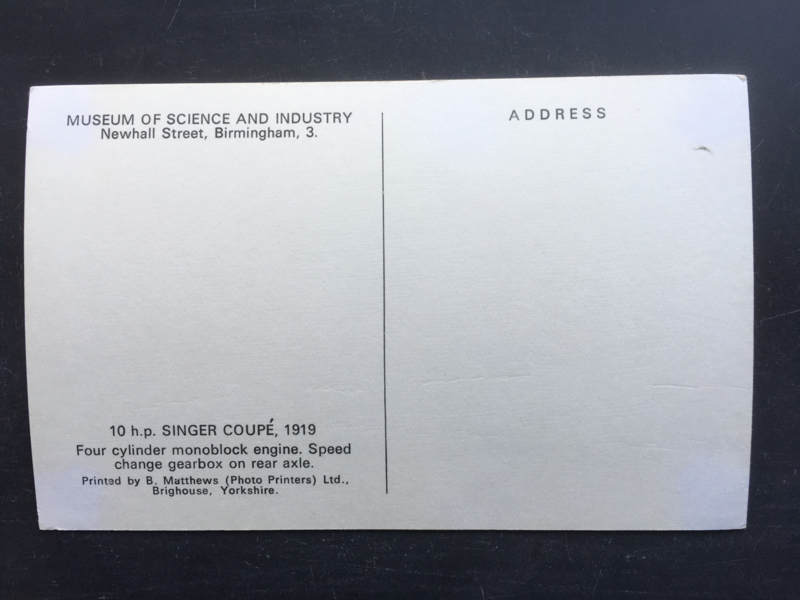 MUSEUM OF SCIENCE AND INDUSTRY
Newhall Street, Birmingham, 3.
ADDRESS
10 h.p. SINGER COUPÉ, 1919
Four cylinder monoblock engine. Speed
change gearbox on rear axle.
Printed by B. Matthews (Photo Printers) Ltd.,
Brighouse, Yorkshire.